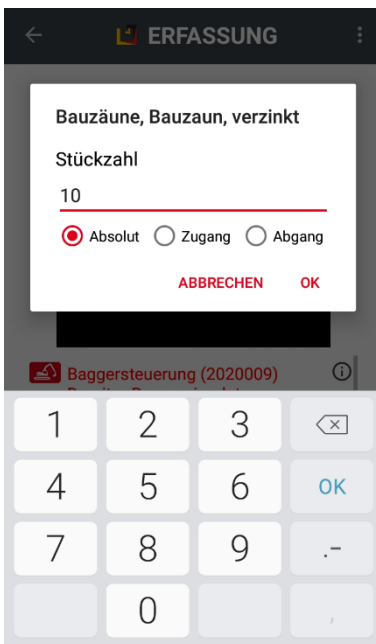 ERFASSUNG
Bauzäune, Bauzaun, verzinkt
Stückzahl
10
Absolut Zugang Abgang
ABBRECHEN OK
Baggersteuerung (2020009)
1 2 3
4 5 6 OK
7 8 9 .-
0 ,